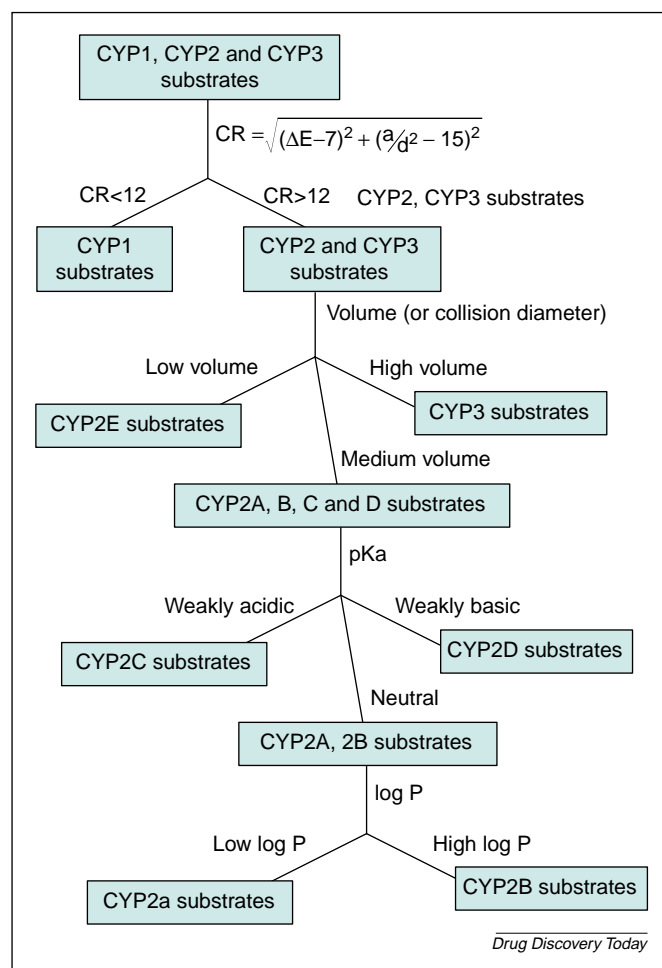 CYP1, CYP2 and CYP3
substrates
CR = √(ΔE–7)² + (a/d² – 15)²
CR<12
CR>12
CYP2, CYP3 substrates
CYP1
substrates
CYP2 and CYP3
substrates
Volume (or collision diameter)
Low volume
High volume
CYP2E substrates
CYP3 substrates
Medium volume
CYP2A, B, C and D substrates
pKa
Weakly acidic
Weakly basic
CYP2C substrates
CYP2D substrates
Neutral
CYP2A, 2B substrates
log P
Low log P
High log P
CYP2a substrates
CYP2B substrates
Drug Discovery Today